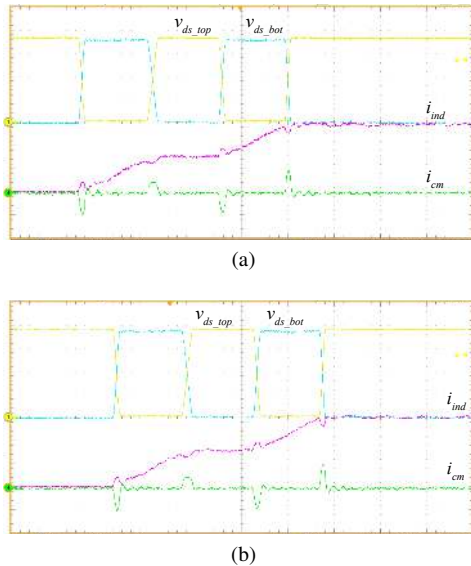 v_ds_top v_ds_bot
i_ind
i_cm
(a)
v_ds_top v_ds_bot
i_ind
i_cm
(b)